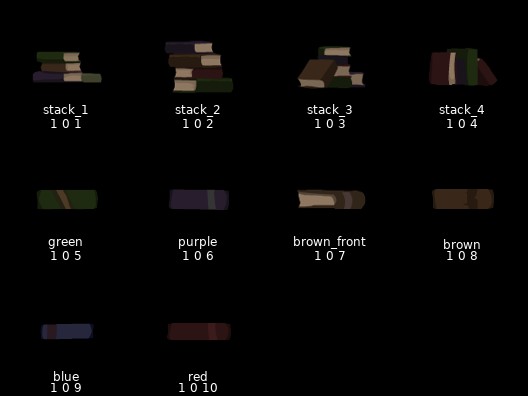 stack_1
1 0 1
stack_2
1 0 2
stack_3
1 0 3
stack_4
1 0 4
green
1 0 5
purple
1 0 6
brown_front
1 0 7
brown
1 0 8
blue
1 0 9
red
1 0 10